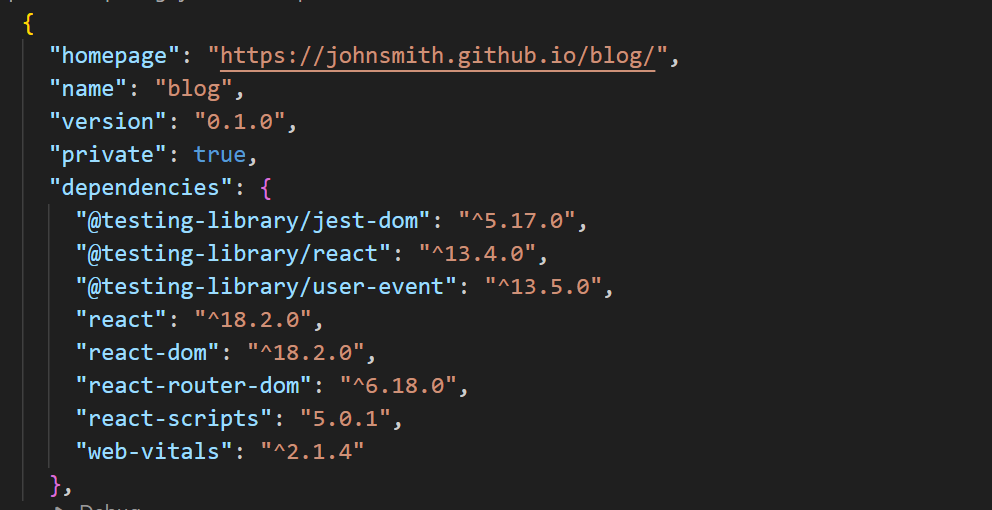 {
"homepage": "https://johnsmith.github.io/blog/",
"name": "blog",
"version": "0.1.0",
"private": true,
"dependencies": {
"@testing-library/jest-dom": "^5.17.0",
"@testing-library/react": "^13.4.0",
"@testing-library/user-event": "^13.5.0",
"react": "^18.2.0",
"react-dom": "^18.2.0",
"react-router-dom": "^6.18.0",
"react-scripts": "5.0.1",
"web-vitals": "^2.1.4"
},
Debug